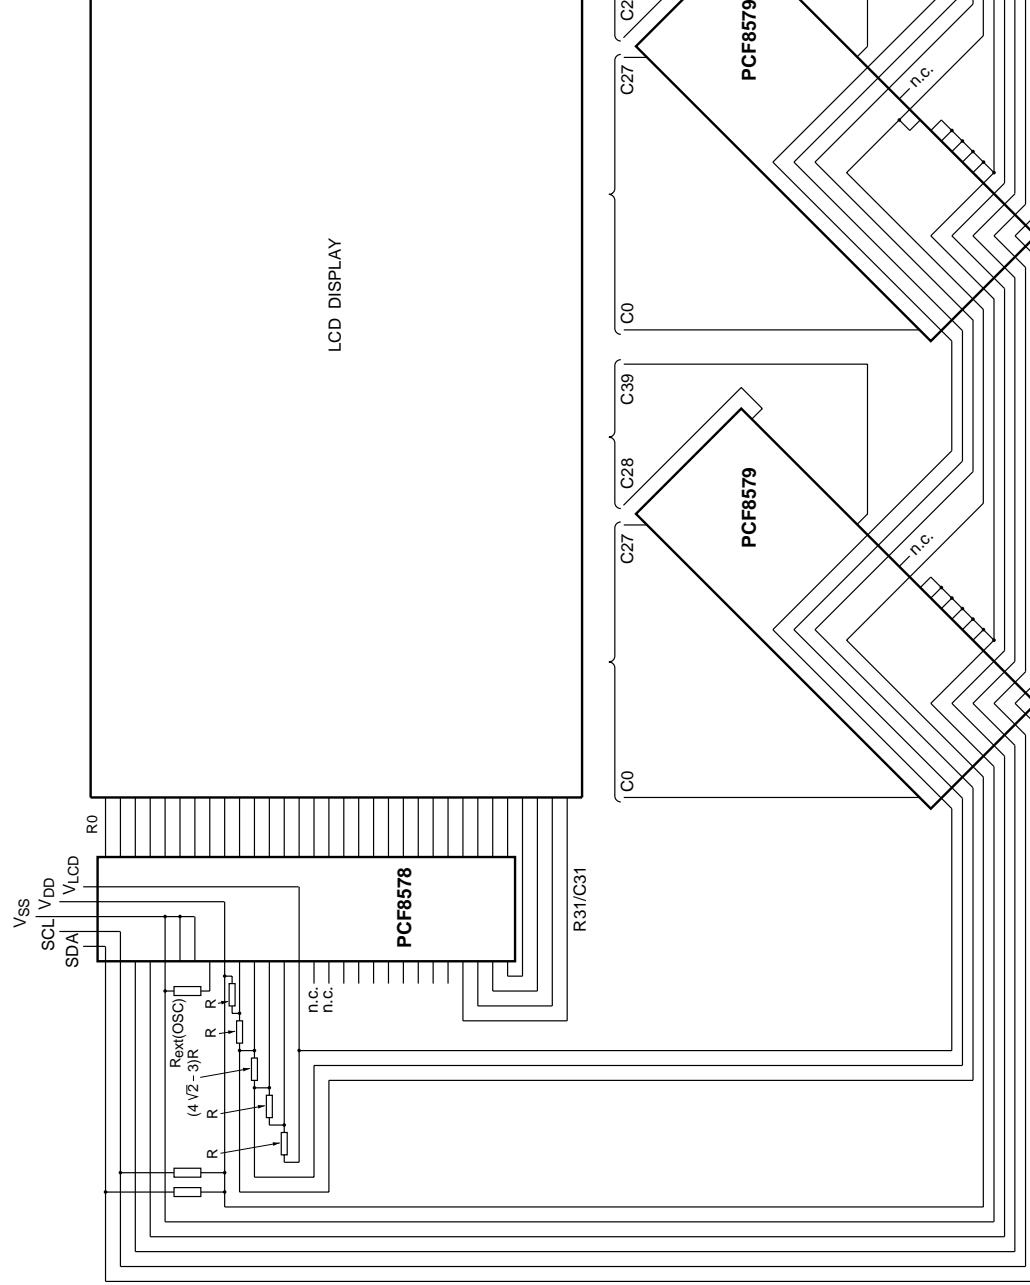 C2
PCF8579
n.c.
C27
LCD DISPLAY
C0
C39
C28
PCF8579
C27
n.c.
C0
R0
VSS
VDD
VLCD
SCL
SDA
PCF8578
R31/C31
n.c.
n.c.
Rext(OSC)
R
R
(4 √2 - 3)R
R
R